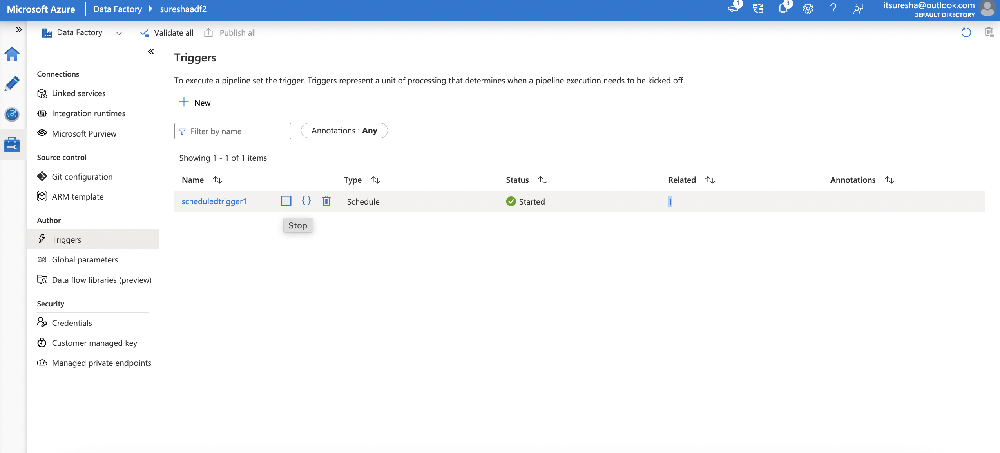 Microsoft Azure Data Factory sureshaadf2 1 3 itsuresha@outlook.com
DEFAULT DIRECTORY
Data Factory Validate all Publish all
Connections
Linked services
Integration runtimes
Microsoft Purview
Source control
Git configuration
ARM template
Author
Triggers
Global parameters
Data flow libraries (preview)
Security
Credentials
Customer managed key
Managed private endpoints
Triggers
To execute a pipeline set the trigger. Triggers represent a unit of processing that determines when a pipeline execution needs to be kicked off.
New
Filter by name Annotations : Any
Showing 1 - 1 of 1 items
Name Type Status Related Annotations
scheduledtrigger1 {} Schedule Started 1
Stop